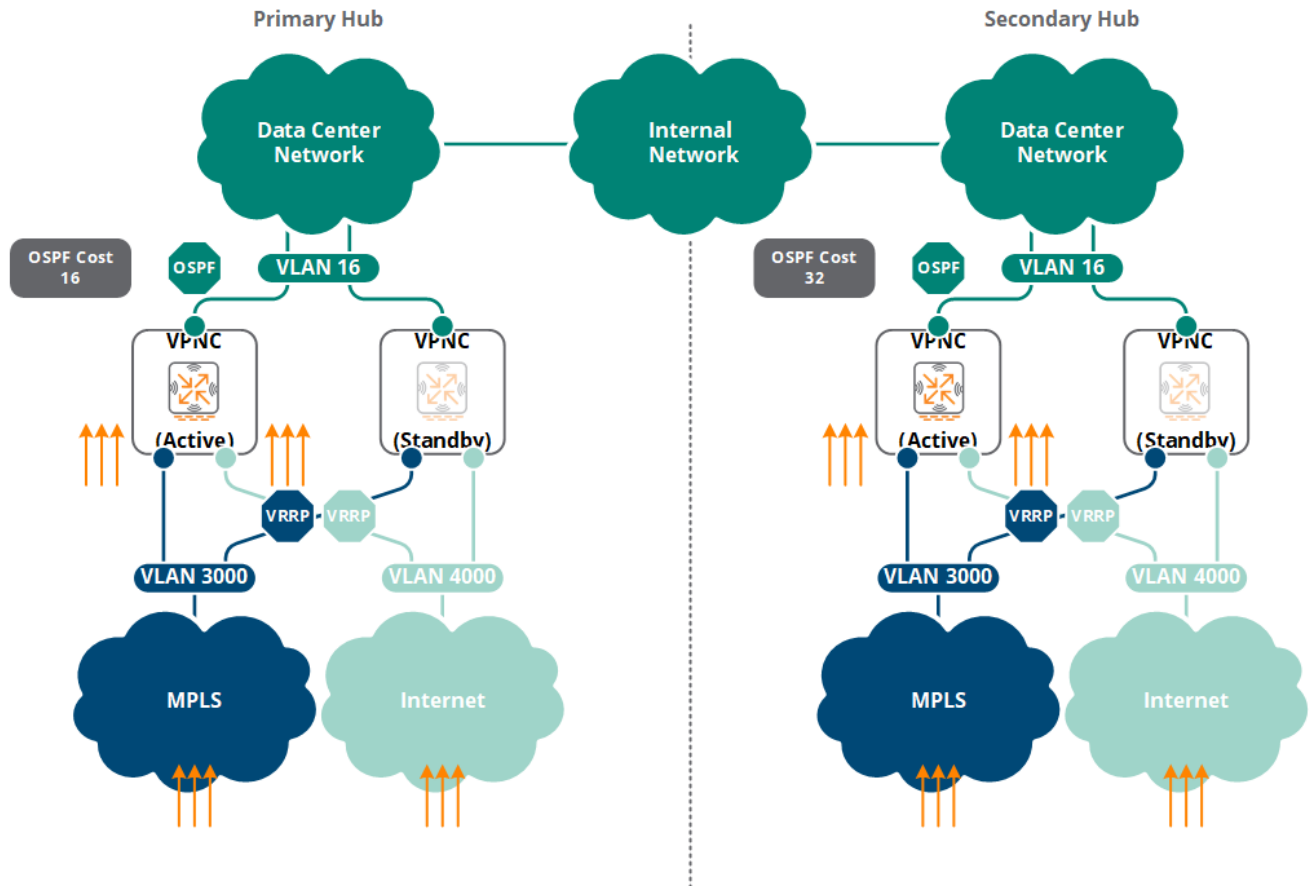 Primary Hub
Secondary Hub
Data Center
Network
Internal
Network
Data Center
Network
OSPF Cost
16
OSPF
VLAN 16
OSPF Cost
32
OSPF
VLAN 16
VPNC
(Active)
VPNC
(Standby)
VPNC
(Active)
VPNC
(Standby)
VRRP
VRRP
VRRP
VRRP
VLAN 3000
VLAN 4000
VLAN 3000
VLAN 4000
MPLS
Internet
MPLS
Internet